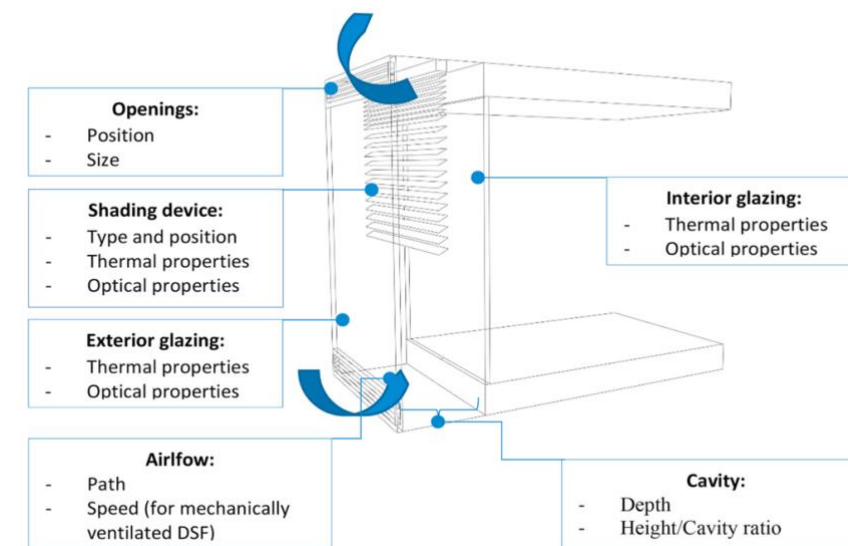 Openings:
- Position
- Size
Shading device:
- Type and position
- Thermal properties
- Optical properties
Exterior glazing:
- Thermal properties
- Optical properties
Airlfow:
- Path
- Speed (for mechanically
ventilated DSF)
Interior glazing:
- Thermal properties
- Optical properties
Cavity:
- Depth
- Height/Cavity ratio